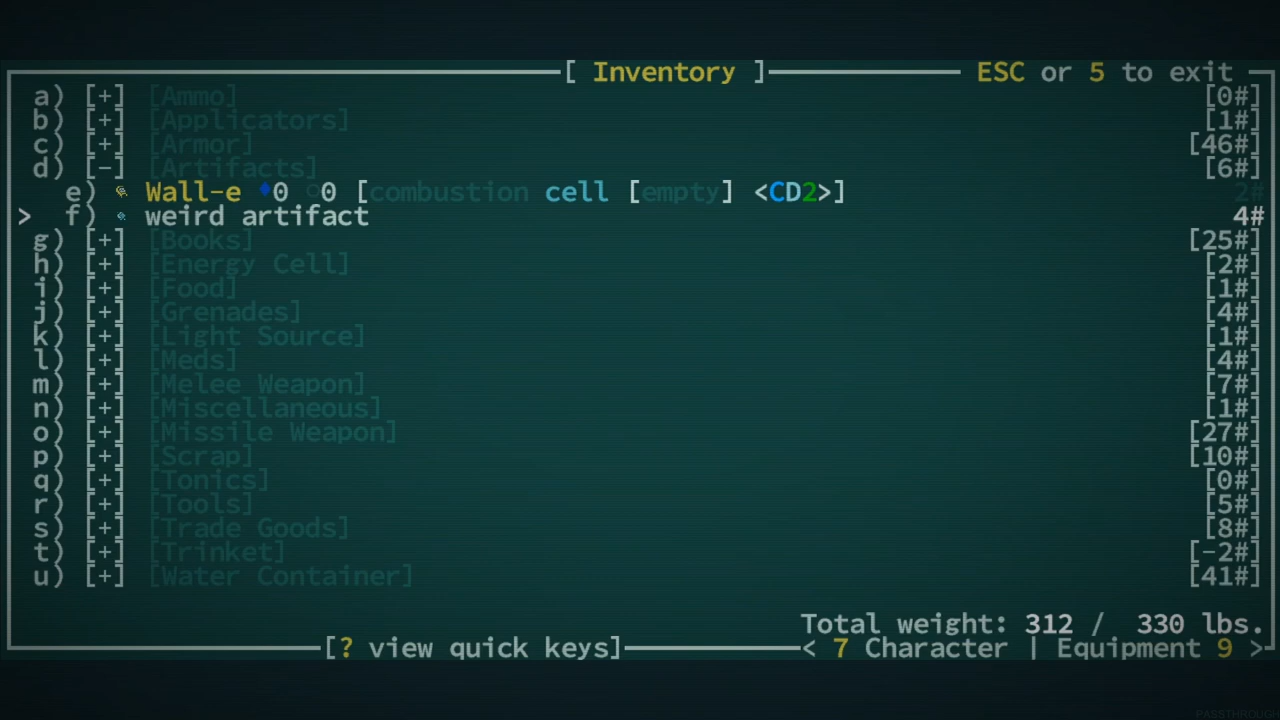 [ Inventory ] ESC or 5 to exit
a) [+] [Ammo] [0#]
b) [+] [Applicators] [1#]
c) [+] [Armor] [46#]
d) [-] [Artifacts] [6#]
e) Wall-e ♦0 ○0 [combustion cell [empty] <CD2>] 2#
> f) weird artifact 4#
g) [+] [Books] [25#]
h) [+] [Energy Cell] [2#]
i) [+] [Food] [1#]
j) [+] [Grenades] [4#]
k) [+] [Light Source] [1#]
l) [+] [Meds] [4#]
m) [+] [Melee Weapon] [7#]
n) [+] [Miscellaneous] [1#]
o) [+] [Missile Weapon] [27#]
p) [+] [Scrap] [10#]
q) [+] [Tonics] [0#]
r) [+] [Tools] [5#]
s) [+] [Trade Goods] [8#]
t) [+] [Trinket] [-2#]
u) [+] [Water Container] [41#]
Total weight: 312 / 330 lbs.
[? view quick keys] < 7 Character | Equipment 9 >